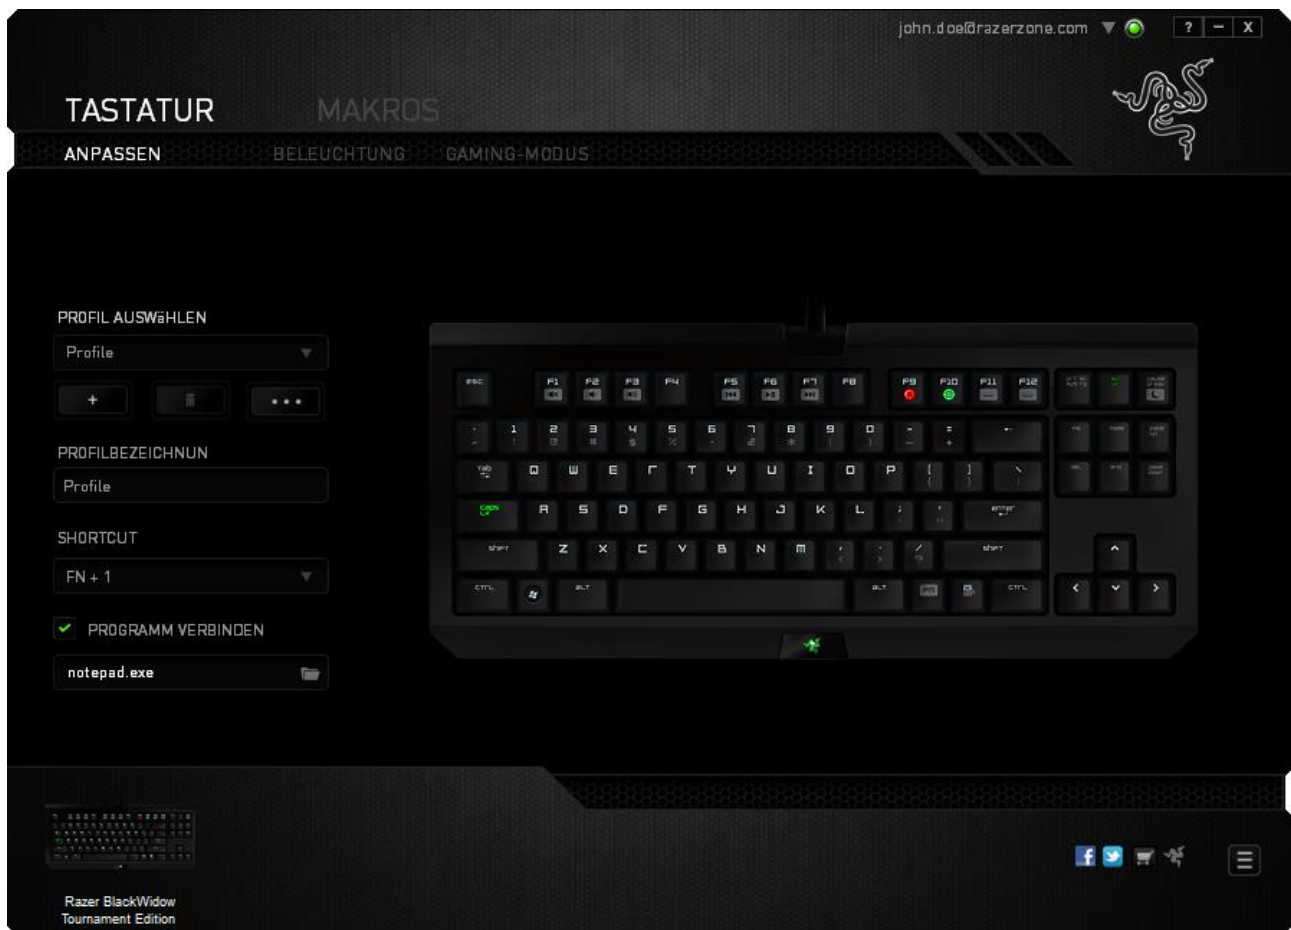 john.doe@razerzone.com
? – X
TASTATUR MAKROS
ANPASSEN BELEUCHTUNG GAMING-MODUS
PROFIL AUSWäHLEN
Profile
+ •••
PROFILBEZEICHNUN
Profile
SHORTCUT
FN + 1
PROGRAMM VERBINDEN
notepad.exe
esc F1 F2 F3 F4 F5 F6 F7 F8 F9 F10 F11 F12
1 2 3 4 5 6 7 8 9 0 - =
Tab Q W E r T Y U I O P [ ] \
caps A S D F G H J K L ; ' enter
shift Z X C V B N m , . / shift
CTRL ALT ALT FN CTRL
Razer BlackWidow
Tournament Edition